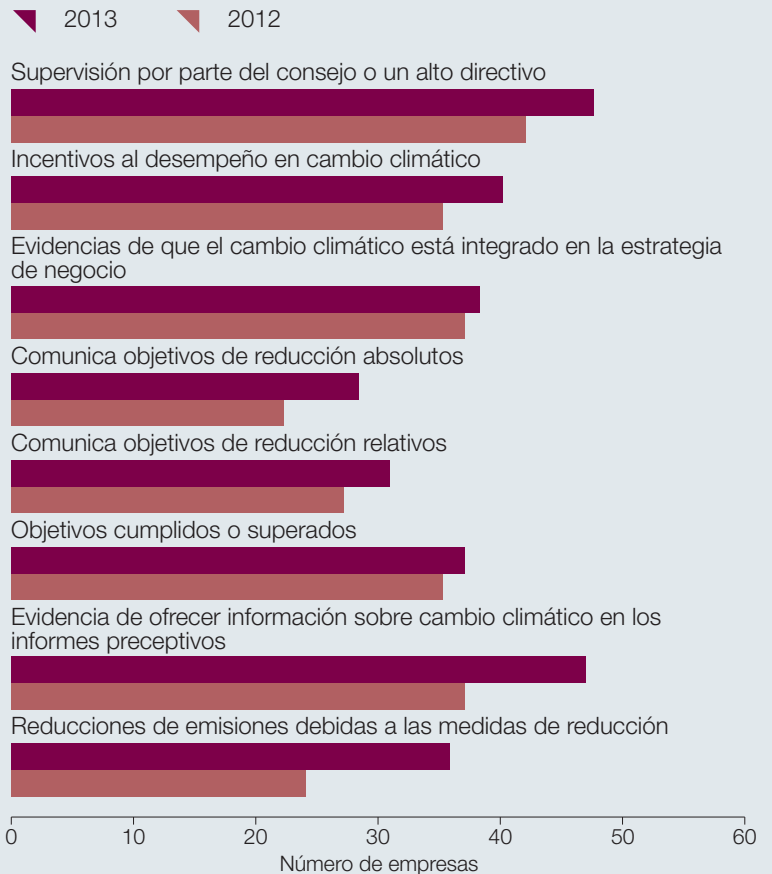 2013 2012
Supervisión por parte del consejo o un alto directivo
Incentivos al desempeño en cambio climático
Evidencias de que el cambio climático está integrado en la estrategia
de negocio
Comunica objetivos de reducción absolutos
Comunica objetivos de reducción relativos
Objetivos cumplidos o superados
Evidencia de ofrecer información sobre cambio climático en los
informes preceptivos
Reducciones de emisiones debidas a las medidas de reducción
0 10 20 30 40 50 60
Número de empresas